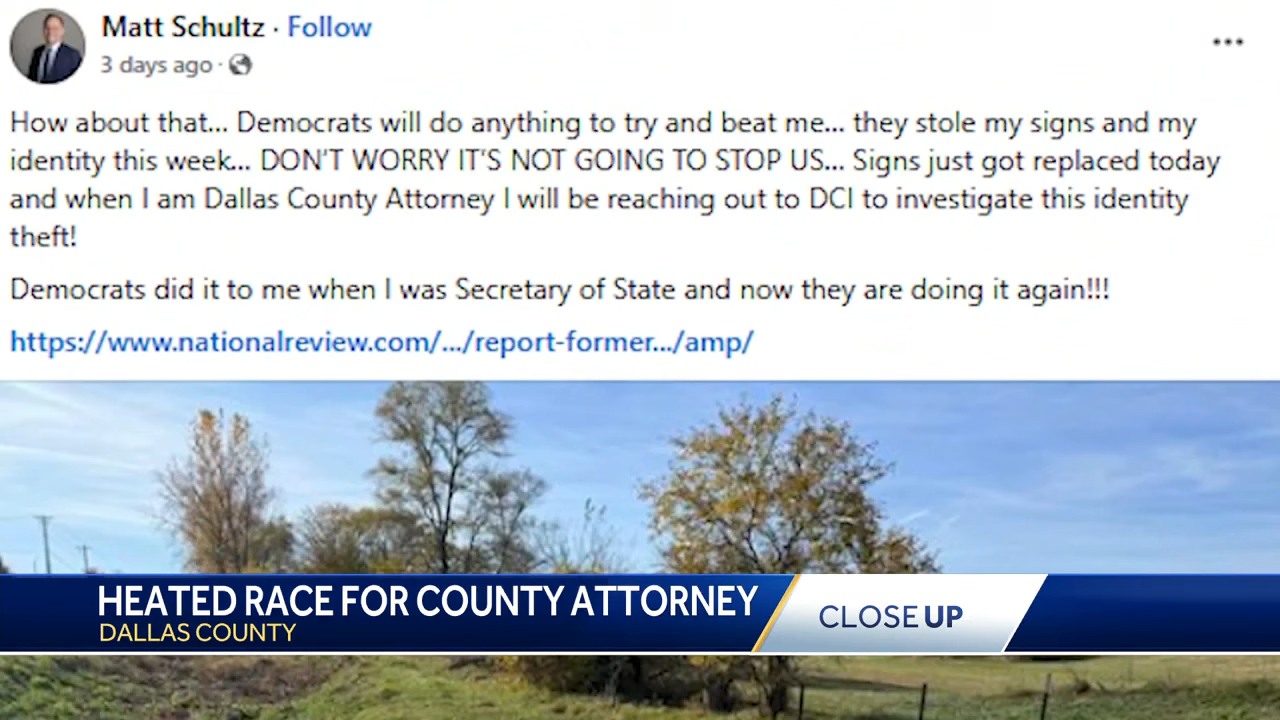 Matt Schultz · Follow
3 days ago ·
How about that... Democrats will do anything to try and beat me... they stole my signs and my
identity this week... DON'T WORRY IT'S NOT GOING TO STOP US... Signs just got replaced today
and when I am Dallas County Attorney I will be reaching out to DCI to investigate this identity
theft!
Democrats did it to me when I was Secretary of State and now they are doing it again!!!
https://www.nationalreview.com/.../report-former.../amp/
HEATED RACE FOR COUNTY ATTORNEY
DALLAS COUNTY
CLOSE UP